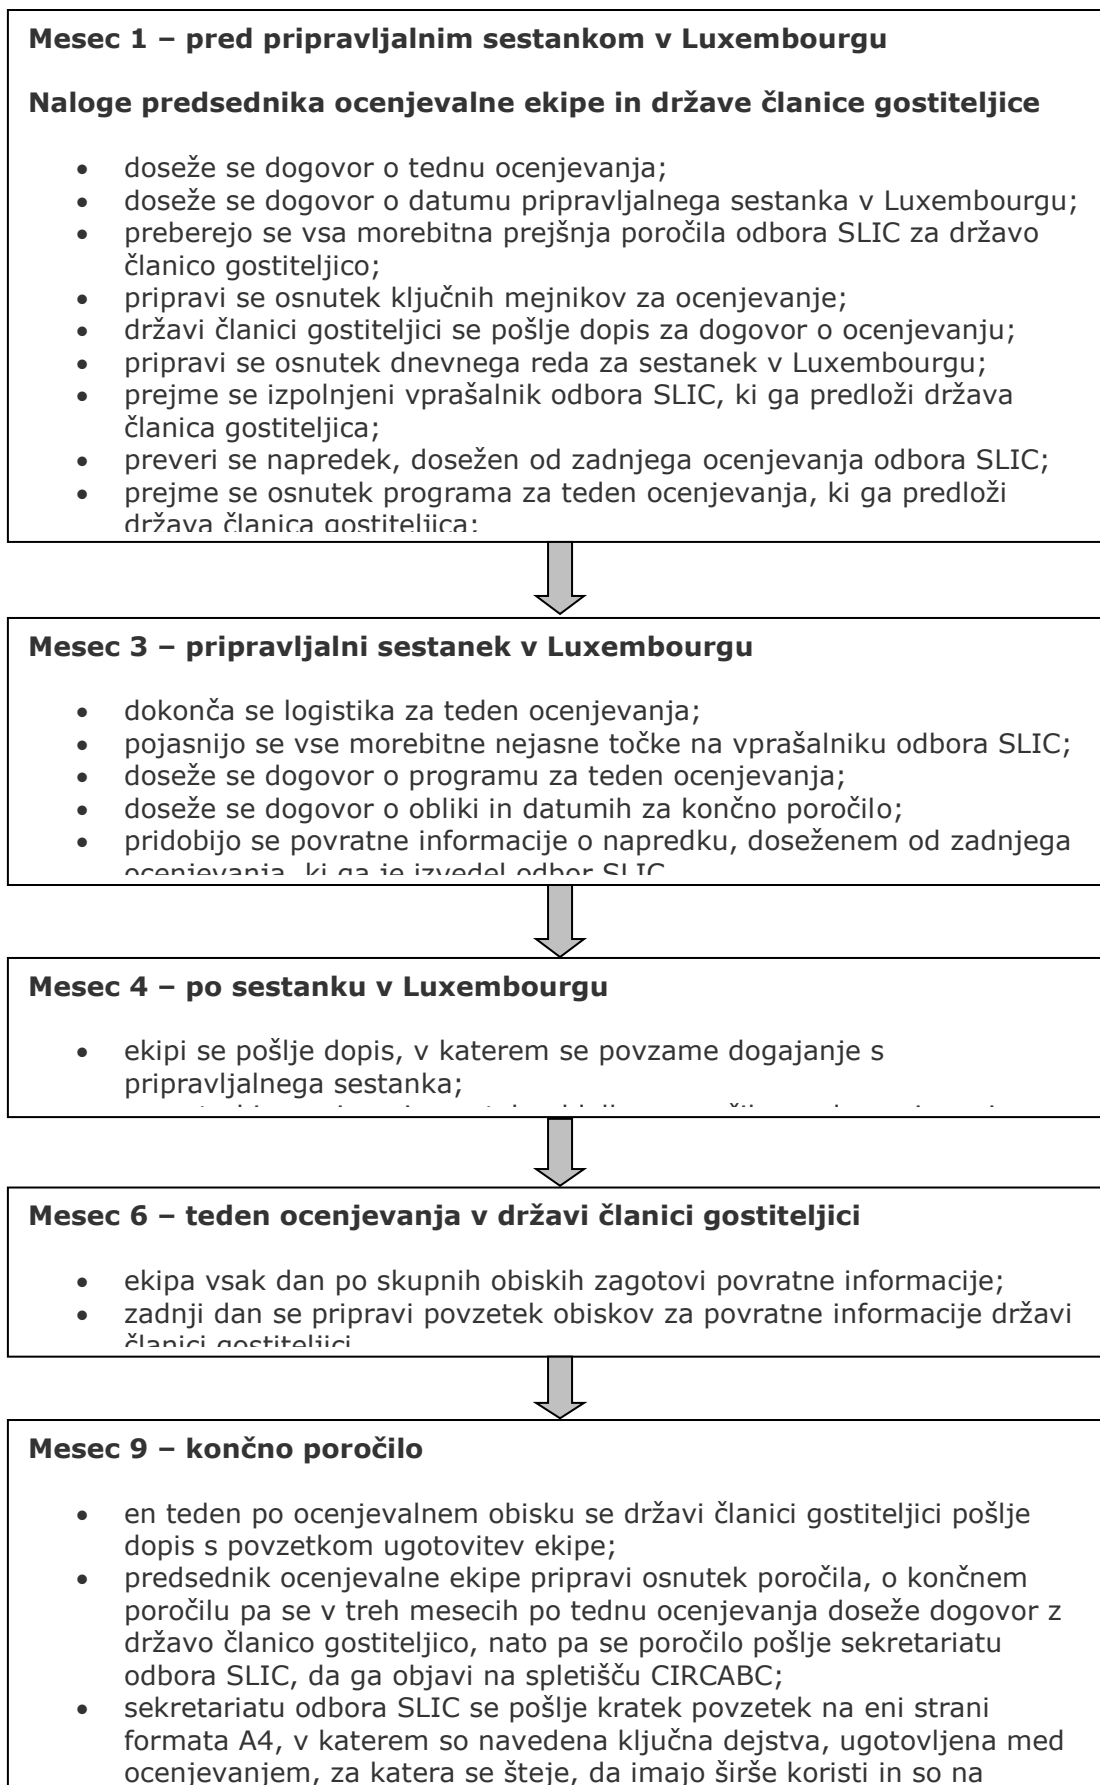 Mesec 1 – pred pripravljalnim sestankom v Luxembourgu
Naloge predsednika ocenjevalne ekipe in države članice gostiteljice
• doseže se dogovor o tednu ocenjevanja;
• doseže se dogovor o datumu pripravljalnega sestanka v Luxembourgu;
• preberejo se vsa morebitna prejšnja poročila odbora SLIC za državo
članico gostiteljico;
• pripravi se osnutek ključnih mejnikov za ocenjevanje;
• državi članici gostiteljici se pošlje dopis za dogovor o ocenjevanju;
• pripravi se osnutek dnevnega reda za sestanek v Luxembourgu;
• prejme se izpolnjeni vprašalnik odbora SLIC, ki ga predloži država
članica gostiteljica;
• preveri se napredek, dosežen od zadnjega ocenjevanja odbora SLIC;
• prejme se osnutek programa za teden ocenjevanja, ki ga predloži
država članica gostiteljica;
Mesec 3 – pripravljalni sestanek v Luxembourgu
• dokonča se logistika za teden ocenjevanja;
• pojasnijo se vse morebitne nejasne točke na vprašalniku odbora SLIC;
• doseže se dogovor o programu za teden ocenjevanja;
• doseže se dogovor o obliki in datumih za končno poročilo;
• pridobijo se povratne informacije o napredku, doseženem od zadnjega
ocenjevanja, ki ga je izvedel odbor SLIC
Mesec 4 – po sestanku v Luxembourgu
• ekipi se pošlje dopis, v katerem se povzame dogajanje s
pripravljalnega sestanka;
Mesec 6 – teden ocenjevanja v državi članici gostiteljici
• ekipa vsak dan po skupnih obiskih zagotovi povratne informacije;
• zadnji dan se pripravi povzetek obiskov za povratne informacije državi
članici gostiteljici
Mesec 9 – končno poročilo
• en teden po ocenjevalnem obisku se državi članici gostiteljici pošlje
dopis s povzetkom ugotovitev ekipe;
• predsednik ocenjevalne ekipe pripravi osnutek poročila, o končnem
poročilu pa se v treh mesecih po tednu ocenjevanja doseže dogovor z
državo članico gostiteljico, nato pa se poročilo pošlje sekretariatu
odbora SLIC, da ga objavi na spletišču CIRCABC;
• sekretariatu odbora SLIC se pošlje kratek povzetek na eni strani
formata A4, v katerem so navedena ključna dejstva, ugotovljena med
ocenjevanjem, za katera se šteje, da imajo širše koristi in so na